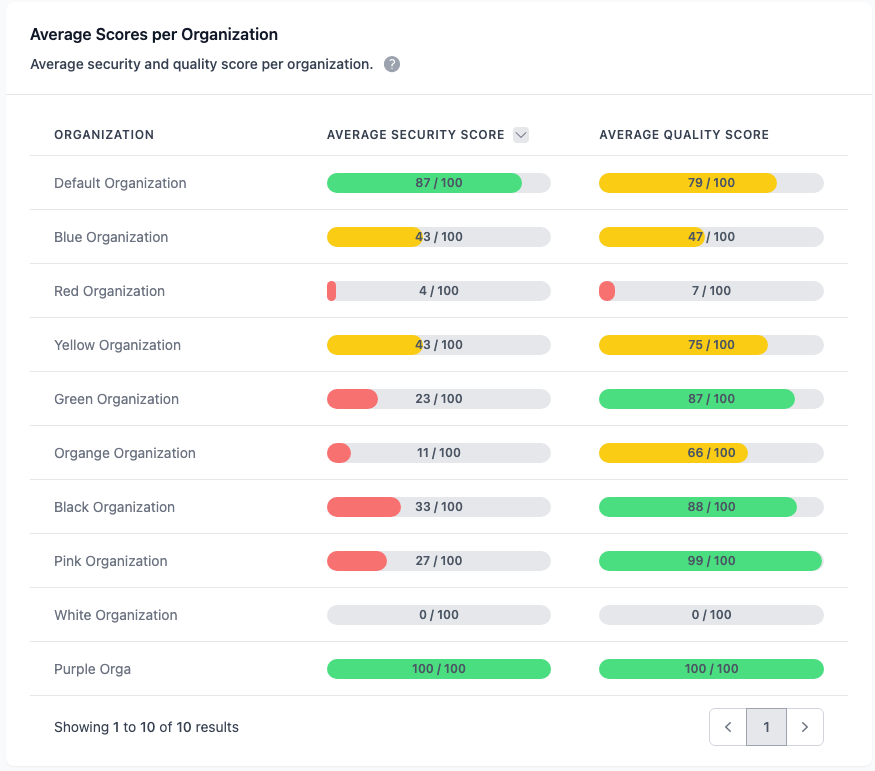 Average Scores per Organization
Average security and quality score per organization. ?
ORGANIZATION AVERAGE SECURITY SCORE AVERAGE QUALITY SCORE
Default Organization 87 / 100 79 / 100
Blue Organization 43 / 100 47 / 100
Red Organization 4 / 100 7 / 100
Yellow Organization 43 / 100 75 / 100
Green Organization 23 / 100 87 / 100
Organge Organization 11 / 100 66 / 100
Black Organization 33 / 100 88 / 100
Pink Organization 27 / 100 99 / 100
White Organization 0 / 100 0 / 100
Purple Orga 100 / 100 100 / 100
Showing 1 to 10 of 10 results 1